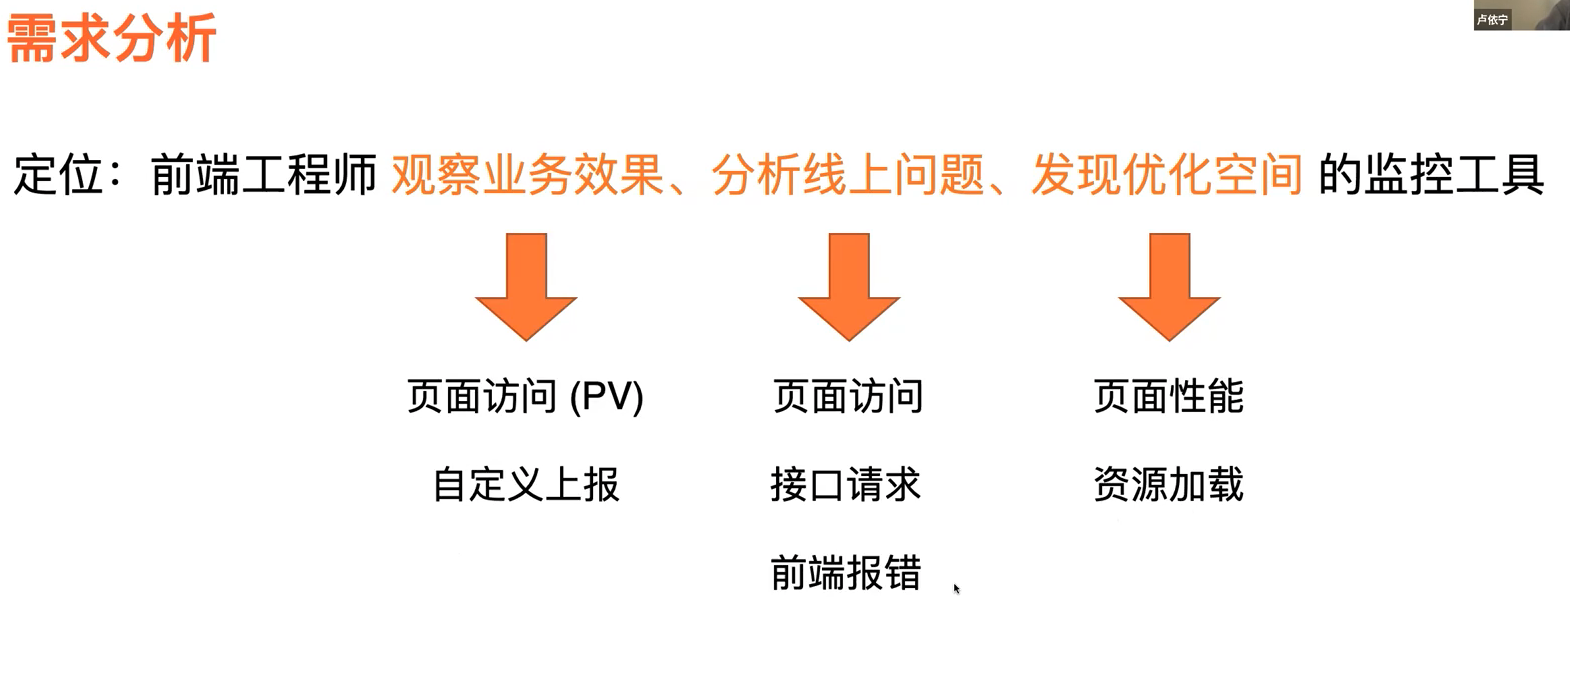 需求分析
卢依宁
定位：前端工程师 观察业务效果、分析线上问题、发现优化空间 的监控工具
页面访问 (PV)
自定义上报
页面访问
接口请求
前端报错
页面性能
资源加载